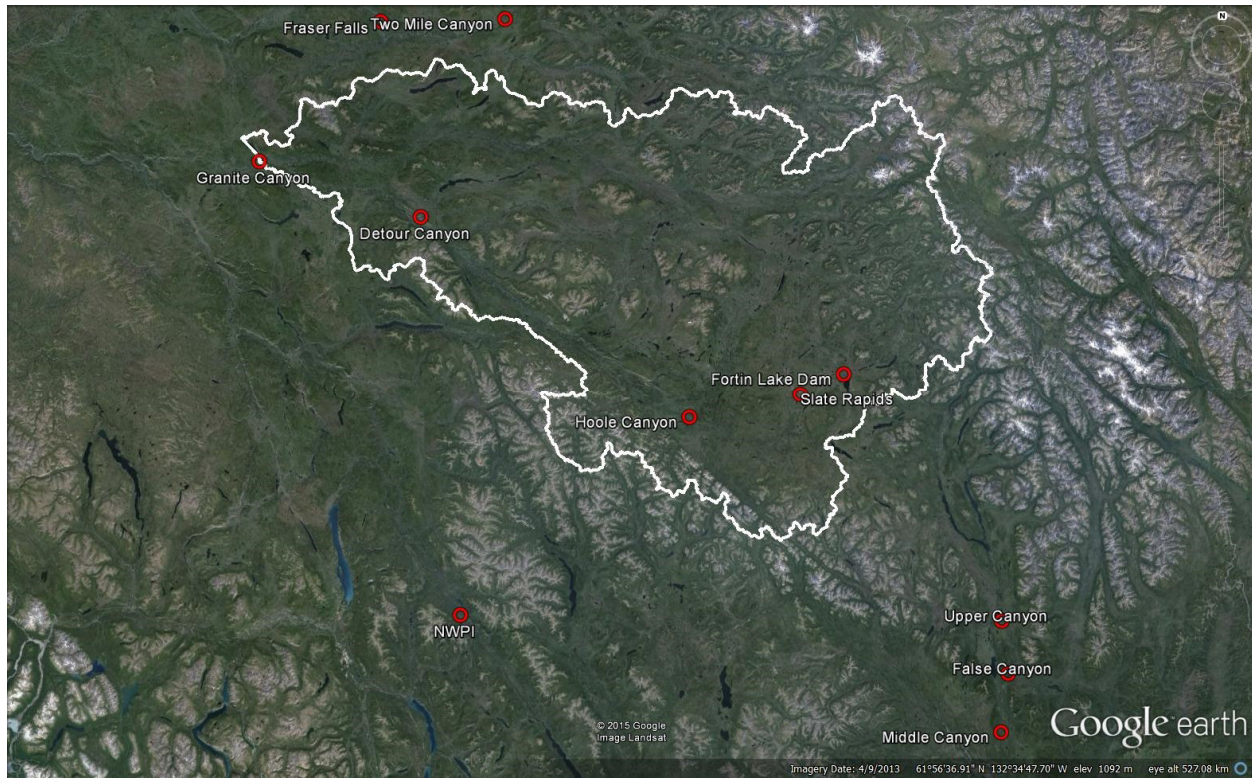 N
Fraser Falls
Two Mile Canyon
Granite Canyon
Detour Canyon
Fortin Lake Dam
Slate Rapids
Hoole Canyon
Upper Canyon
NWPI
False Canyon
Middle Canyon
© 2015 Google
Image Landsat
Google earth
Imagery Date: 4/9/2013 61°56'36.91" N 132°34'47.70" W elev 1092 m eye alt 527.08 km